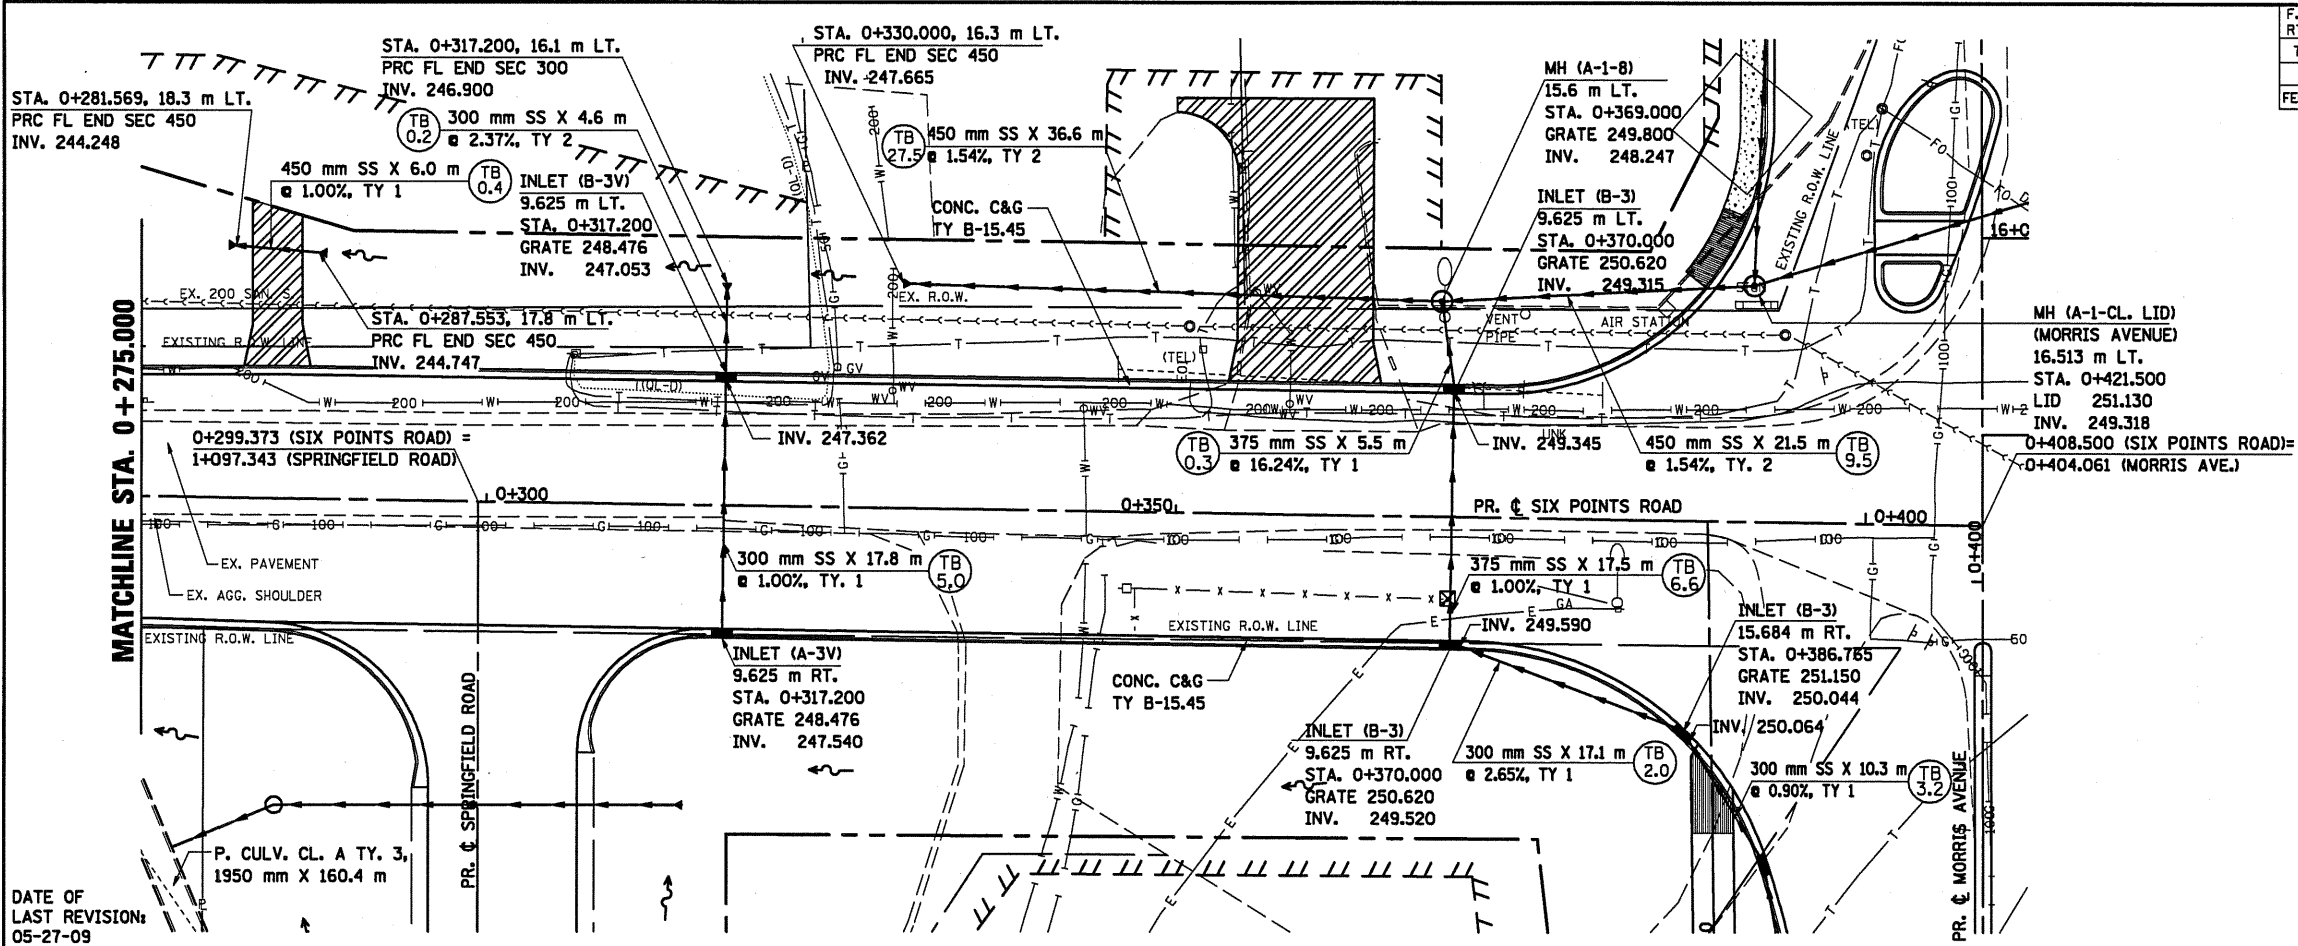 STA. 0+281.569, 18.3 m LT.
PRC FL END SEC 450
INV. 244.248
STA. 0+317.200, 16.1 m LT.
PRC FL END SEC 300
INV. 246.900
TB
0.2
300 mm SS X 4.6 m
@ 2.37%, TY 2
450 mm SS X 6.0 m
@ 1.00%, TY 1
TB
0.4
INLET (B-3V)
9.625 m LT.
STA. 0+317.200
GRATE 248.476
INV. 247.053
STA. 0+330.000, 16.3 m LT.
PRC FL END SEC 450
INV. 247.665
TB
27.5
450 mm SS X 36.6 m
@ 1.54%, TY 2
CONC. C&G
TY B-15.45
MH (A-1-8)
15.6 m LT.
STA. 0+369.000
GRATE 249.800
INV. 248.247
INLET (B-3)
9.625 m LT.
STA. 0+370.000
GRATE 250.620
INV. 249.315
(TEL)
EXISTING R.O.W. LINE
16+0
MH (A-1-CL. LID)
(MORRIS AVENUE)
16.513 m LT.
STA. 0+421.500
LID 251.130
INV. 249.318
0+408.500 (SIX POINTS ROAD)=
0+404.061 (MORRIS AVE.)
MATCHLINE STA. 0+275.000
EX. 200 SAN. S.
EX. R.O.W.
EXISTING R.O.W. LINE
STA. 0+287.553, 17.8 m LT.
PRC FL END SEC 450
INV. 244.747
(QL-D)
(QL-D)
GV
GV
WV
WV
(TEL)
VENT
PIPE
AIR STATION
0+299.373 (SIX POINTS ROAD) =
1+097.343 (SPRINGFIELD ROAD)
INV. 247.362
TB
0.3
375 mm SS X 5.5 m
@ 16.24%, TY 1
INV. 249.345
UNK
450 mm SS X 21.5 m
@ 1.54%, TY. 2
TB
9.5
0+300
0+350
PR. ℄ SIX POINTS ROAD
0+400
0+400
EX. PAVEMENT
EX. AGG. SHOULDER
EXISTING R.O.W. LINE
300 mm SS X 17.8 m
@ 1.00%, TY. 1
TB
5.0
375 mm SS X 17.5 m
@ 1.00%, TY 1
TB
6.6
GA
EXISTING R.O.W. LINE
INV. 249.590
INLET (B-3)
15.684 m RT.
STA. 0+386.765
GRATE 251.150
INV. 250.044
INV. 250.064
INLET (A-3V)
9.625 m RT.
STA. 0+317.200
GRATE 248.476
INV. 247.540
CONC. C&G
TY B-15.45
INLET (B-3)
9.625 m RT.
STA. 0+370.000
GRATE 250.620
INV. 249.520
300 mm SS X 17.1 m
@ 2.65%, TY 1
TB
2.0
300 mm SS X 10.3 m
@ 0.90%, TY 1
TB
3.2
PR. ℄ SPRINGFIELD ROAD
PR. ℄ MORRIS AVENUE
P. CULV. CL. A TY. 3,
1950 mm X 160.4 m
DATE OF
LAST REVISION:
05-27-09